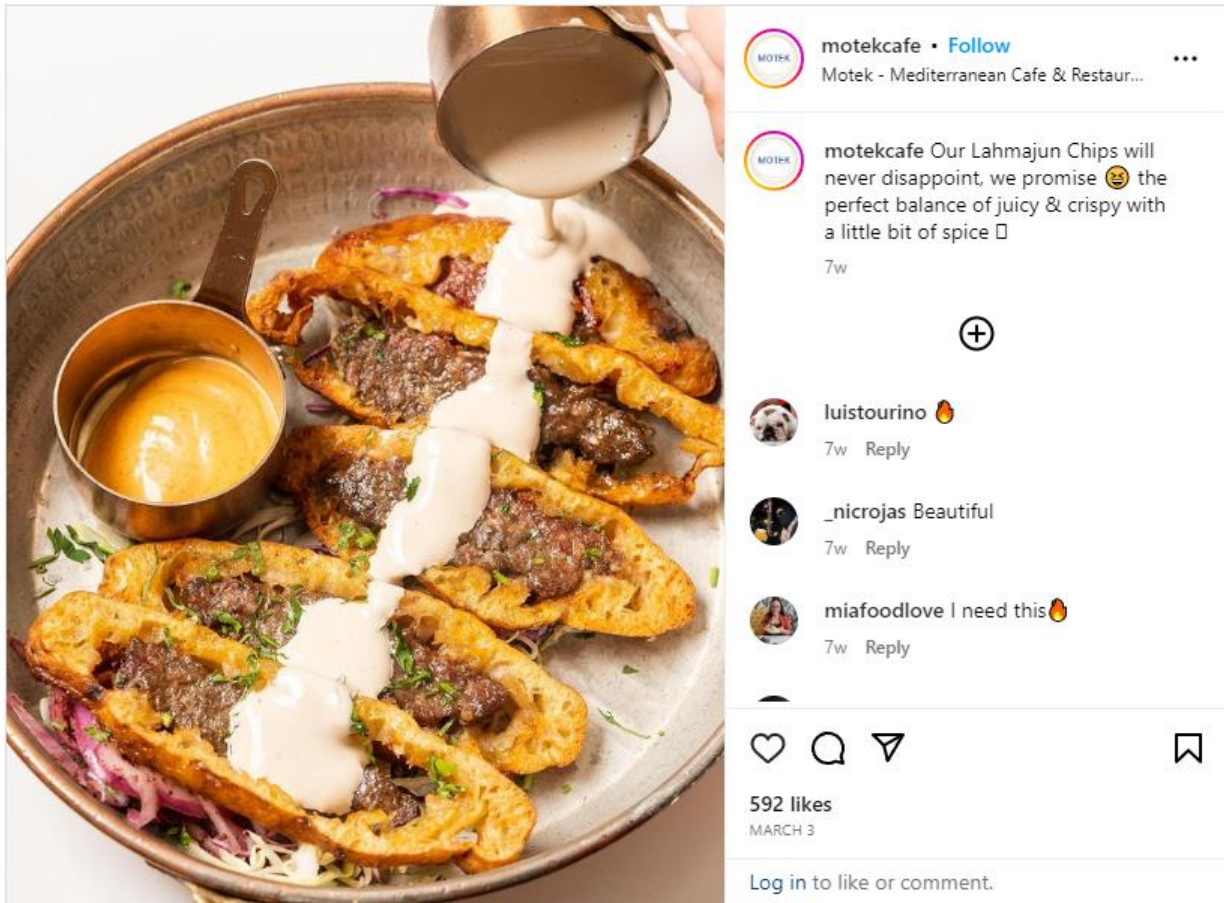 MOTEK
motekcafe • Follow
Motek - Mediterranean Cafe & Restaur...
MOTEK
motekcafe Our Lahmajun Chips will
never disappoint, we promise 😆 the
perfect balance of juicy & crispy with
a little bit of spice ▯
7w
luistourino 🔥
7w Reply
_nicrojas Beautiful
7w Reply
miafoodlove I need this🔥
7w Reply
592 likes
MARCH 3
Log in to like or comment.